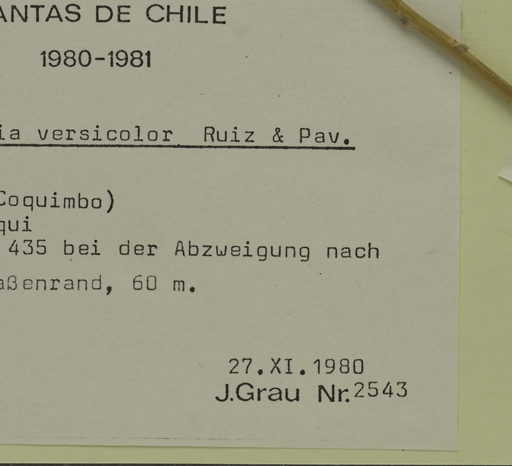 ANTAS DE CHILE
1980-1981
ia versicolor Ruiz & Pav.
Coquimbo)
qui
435 bei der Abzweigung nach
aßenrand, 60 m.
27.XI.1980
J.Grau Nr.2543